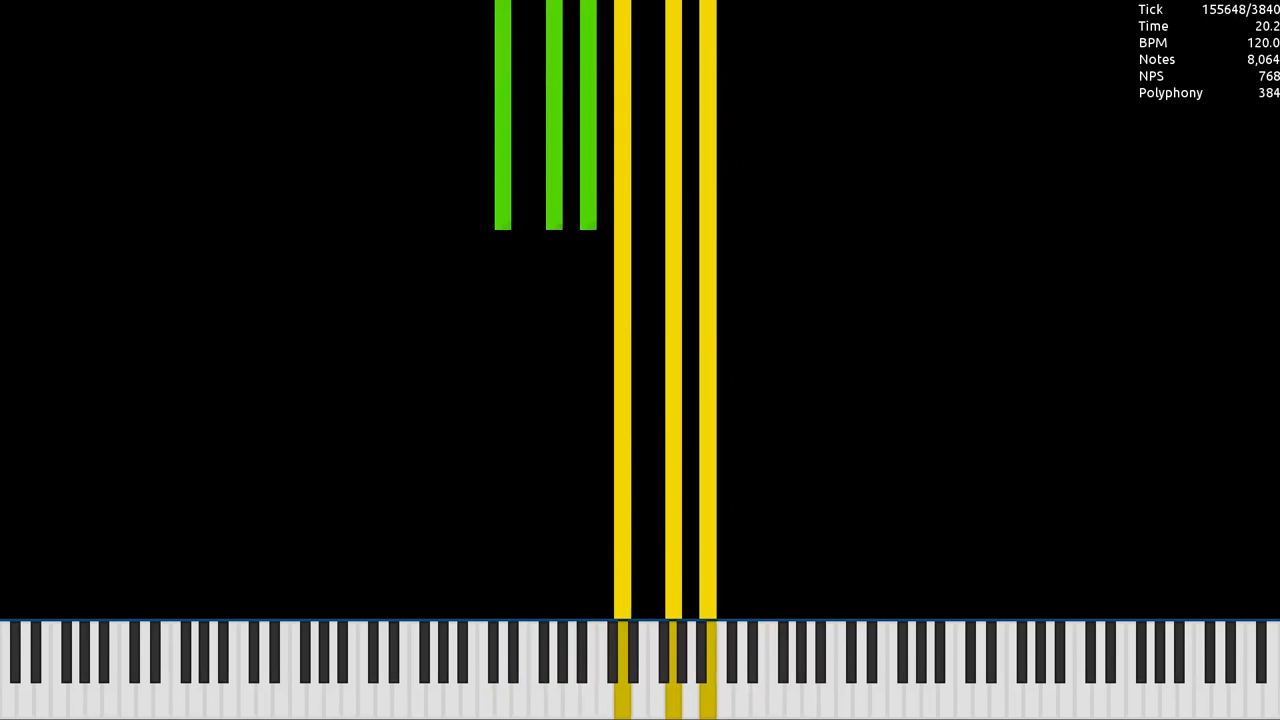 Tick 155648/3840
Time 20.2
BPM 120.0
Notes 8,064
NPS 768
Polyphony 384